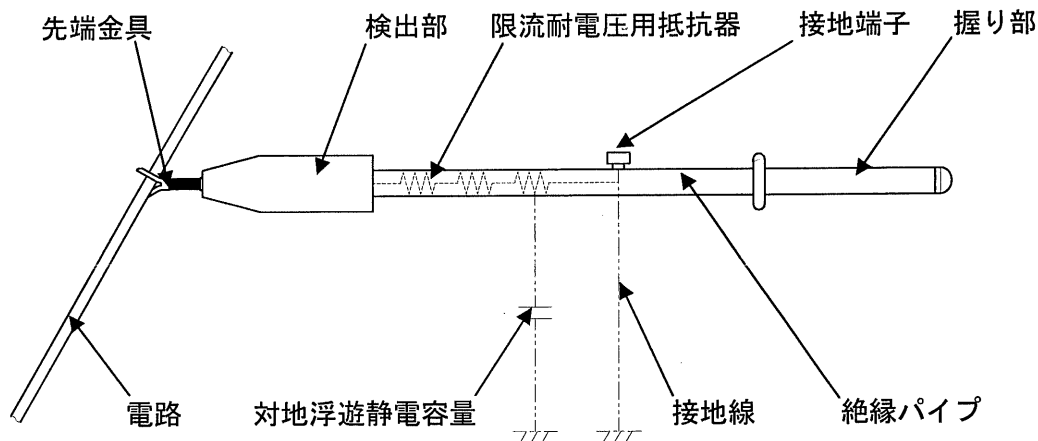 先端金具
検出部
限流耐電圧用抵抗器
接地端子
握り部
電路
対地浮遊静電容量
接地線
絶縁パイプ